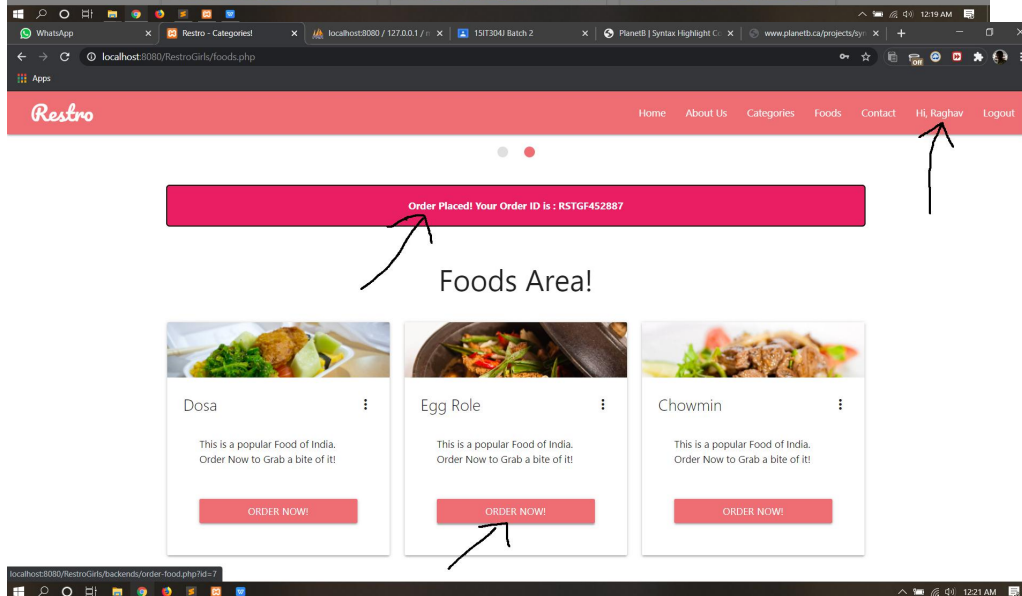 12:19 AM
WhatsApp
Restro - Categories!
localhost:8080 / 127.0.0.1 /
15IT304J Batch 2
PlanetB | Syntax Highlight
www.planetb.ca/projects/syn
localhost:8080/RestroGirls/foods.php
Off
Apps
Restro
Home About Us Categories Foods Contact Hi, Raghav Logout
Order Placed! Your Order ID is : RSTGF452887
Foods Area!
Dosa
Egg Role
Chowmin
This is a popular Food of India.
Order Now to Grab a bite of it!
This is a popular Food of India.
Order Now to Grab a bite of it!
This is a popular Food of India.
Order Now to Grab a bite of it!
ORDER NOW!
ORDER NOW!
ORDER NOW!
localhost:8080/RestroGirls/backends/order-food.php?id=7
12:21 AM